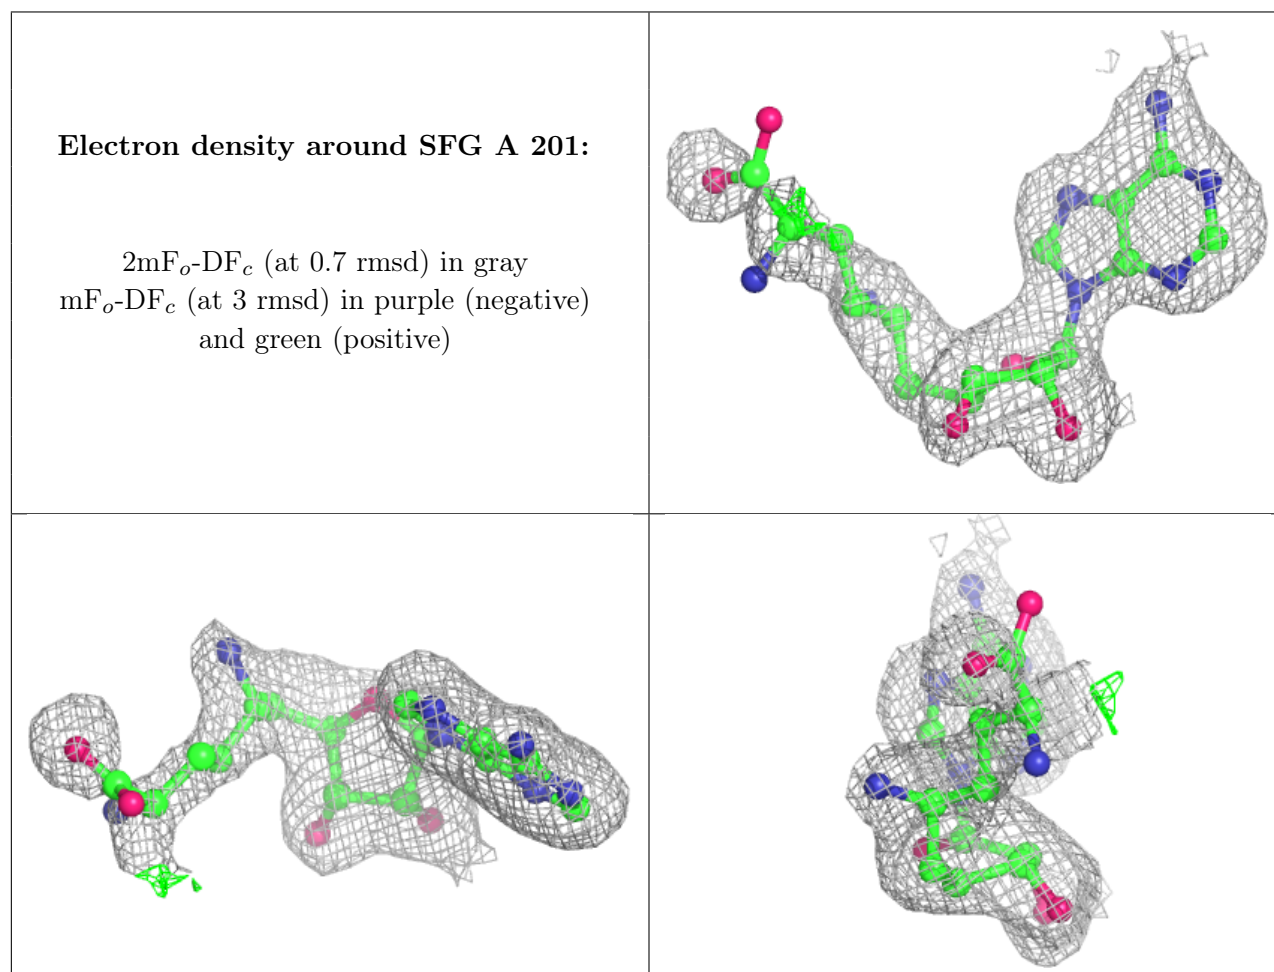 Electron density around SFG A 201:
2mFo-DFc (at 0.7 rmsd) in gray
mFo-DFc (at 3 rmsd) in purple (negative)
and green (positive)